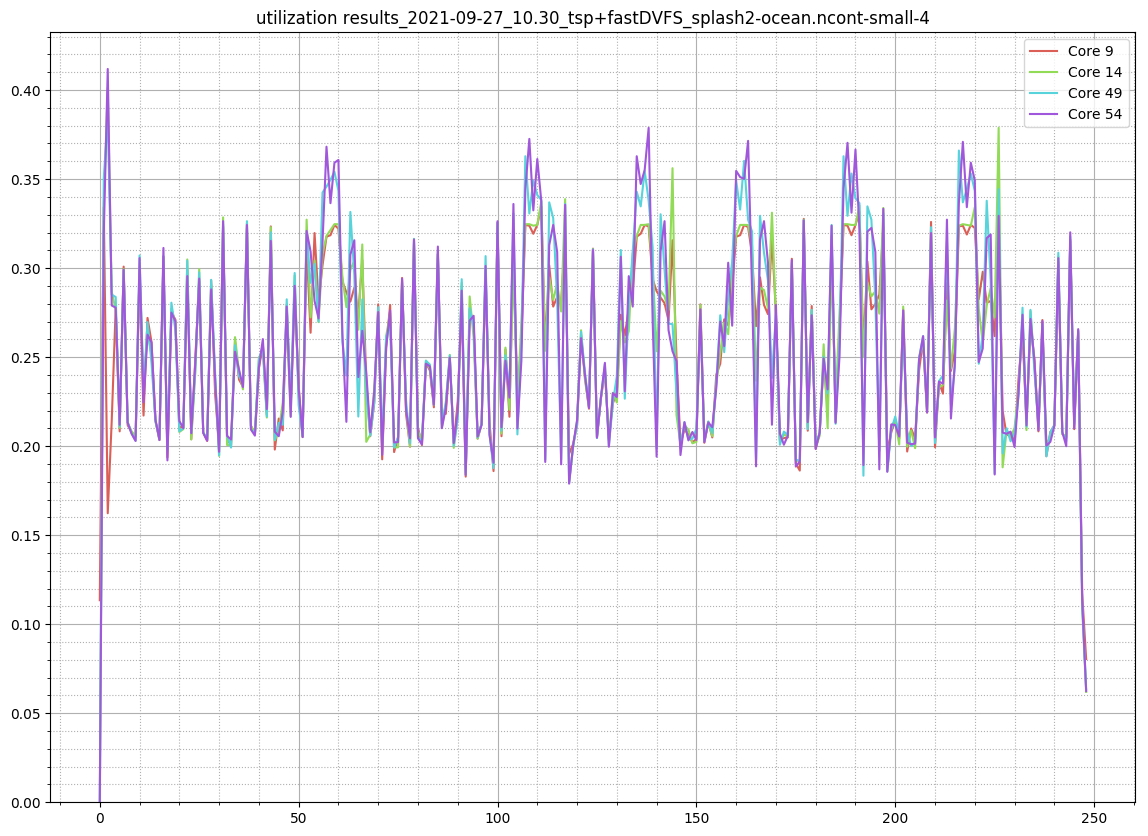 utilization results_2021-09-27_10.30_tsp+fastDVFS_splash2-ocean.ncont-small-4
Core 9
Core 14
Core 49
Core 54
0.40
0.35
0.30
0.25
0.20
0.15
0.10
0.05
0.00
0 50 100 150 200 250